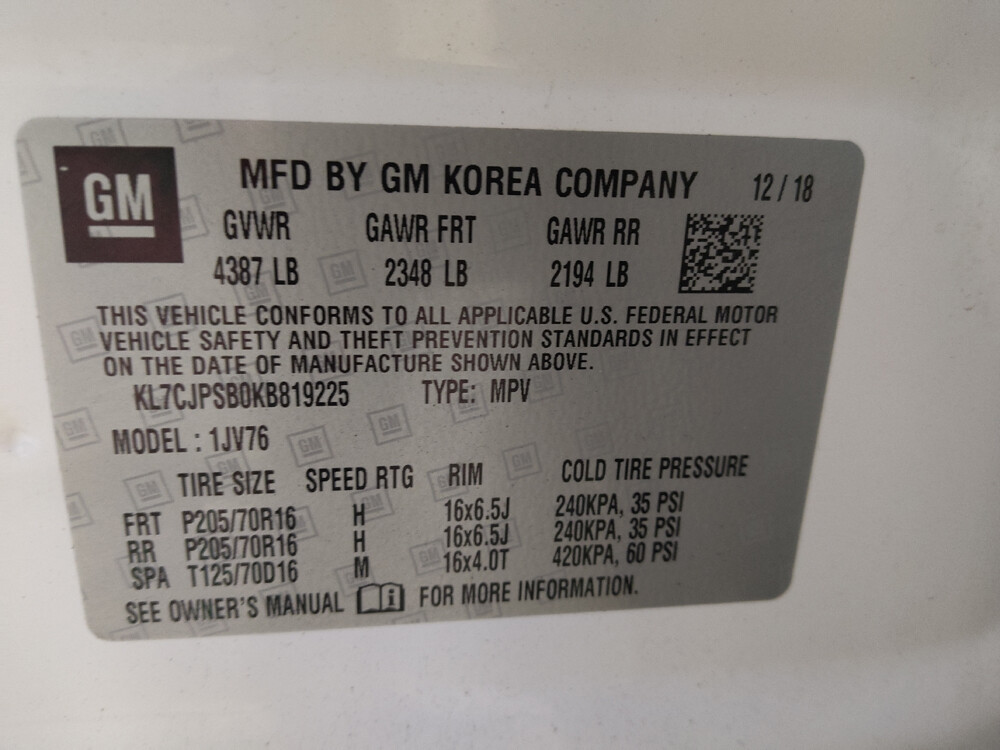 GM
MFD BY GM KOREA COMPANY 12 / 18
GVWR GAWR FRT GAWR RR
4387 LB 2348 LB 2194 LB
THIS VEHICLE CONFORMS TO ALL APPLICABLE U.S. FEDERAL MOTOR
VEHICLE SAFETY AND THEFT PREVENTION STANDARDS IN EFFECT
ON THE DATE OF MANUFACTURE SHOWN ABOVE.
KL7CJPSB0KB819225 TYPE: MPV
MODEL : 1JV76
TIRE SIZE SPEED RTG RIM COLD TIRE PRESSURE
FRT P205/70R16 H 16x6.5J 240KPA, 35 PSI
RR P205/70R16 H 16x6.5J 240KPA, 35 PSI
SPA T125/70D16 M 16x4.0T 420KPA, 60 PSI
SEE OWNER'S MANUAL i FOR MORE INFORMATION.